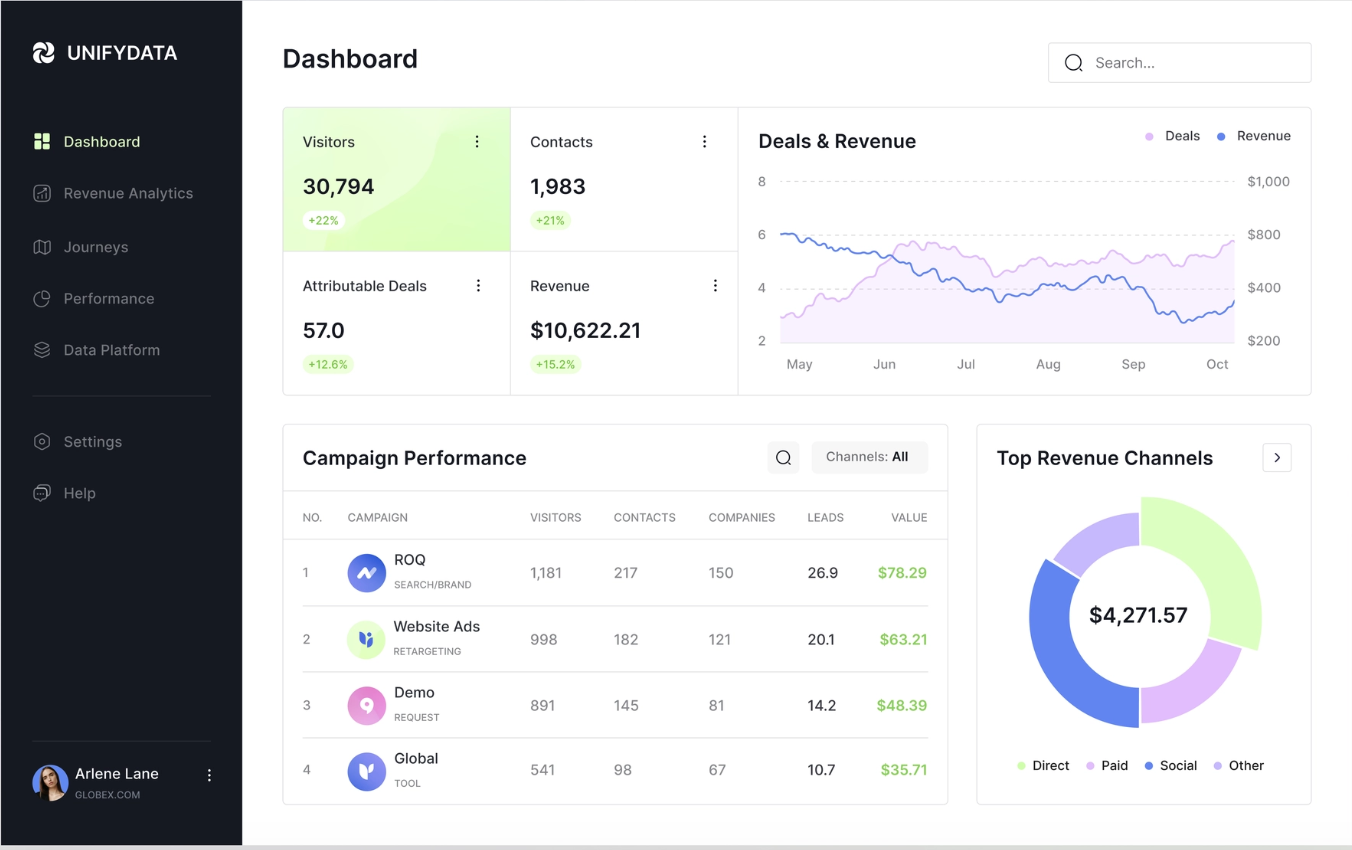 UNIFYDATA
Dashboard
Revenue Analytics
Journeys
Performance
Data Platform
Settings
Help
Arlene Lane
GLOBEX.COM
Dashboard
Search...
Visitors
30,794
+22%
Contacts
1,983
+21%
Attributable Deals
57.0
+12.6%
Revenue
$10,622.21
+15.2%
Deals & Revenue
Deals Revenue
8 $1,000
6 $800
4 $400
2 $200
May Jun Jul Aug Sep Oct
Campaign Performance
Channels: All
NO. CAMPAIGN VISITORS CONTACTS COMPANIES LEADS VALUE
1 ROQ 1,181 217 150 26.9 $78.29
SEARCH/BRAND
2 Website Ads 998 182 121 20.1 $63.21
RETARGETING
3 Demo 891 145 81 14.2 $48.39
REQUEST
4 Global 541 98 67 10.7 $35.71
TOOL
Top Revenue Channels
$4,271.57
Direct Paid Social Other